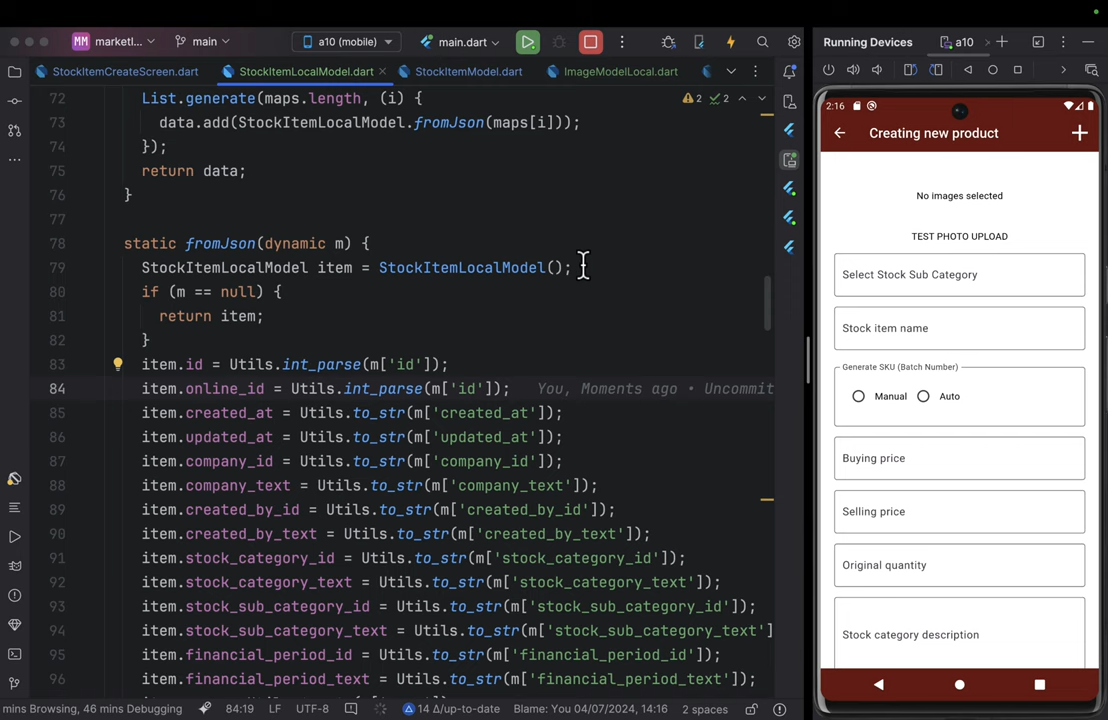 MM marketl... main a10 (mobile) main.dart
Running Devices a10
StockItemCreateScreen.dart StockItemLocalModel.dart StockItemModel.dart ImageModelLocal.dart
72 List.generate(maps.length, (i) {
2 2
73 data.add(StockItemLocalModel.fromJson(maps[i]));
74 });
75 return data;
76 }
77
78 static fromJson(dynamic m) {
79 StockItemLocalModel item = StockItemLocalModel();
80 if (m == null) {
81 return item;
82 }
83 item.id = Utils.int_parse(m['id']);
84 item.online_id = Utils.int_parse(m['id']); You, Moments ago • Uncommit
85 item.created_at = Utils.to_str(m['created_at']);
86 item.updated_at = Utils.to_str(m['updated_at']);
87 item.company_id = Utils.to_str(m['company_id']);
88 item.company_text = Utils.to_str(m['company_text']);
89 item.created_by_id = Utils.to_str(m['created_by_id']);
90 item.created_by_text = Utils.to_str(m['created_by_text']);
91 item.stock_category_id = Utils.to_str(m['stock_category_id']);
92 item.stock_category_text = Utils.to_str(m['stock_category_text']);
93 item.stock_sub_category_id = Utils.to_str(m['stock_sub_category_id']);
94 item.stock_sub_category_text = Utils.to_str(m['stock_sub_category_text']
95 item.financial_period_id = Utils.to_str(m['financial_period_id']);
96 item.financial_period_text = Utils.to_str(m['financial_period_text']);
mins Browsing, 46 mins Debugging 84:19 LF UTF-8 14 Δ/up-to-date Blame: You 04/07/2024, 14:16 2 spaces
2:16
Creating new product
No images selected
TEST PHOTO UPLOAD
Select Stock Sub Category
Stock item name
Generate SKU (Batch Number)
Manual Auto
Buying price
Selling price
Original quantity
Stock category description